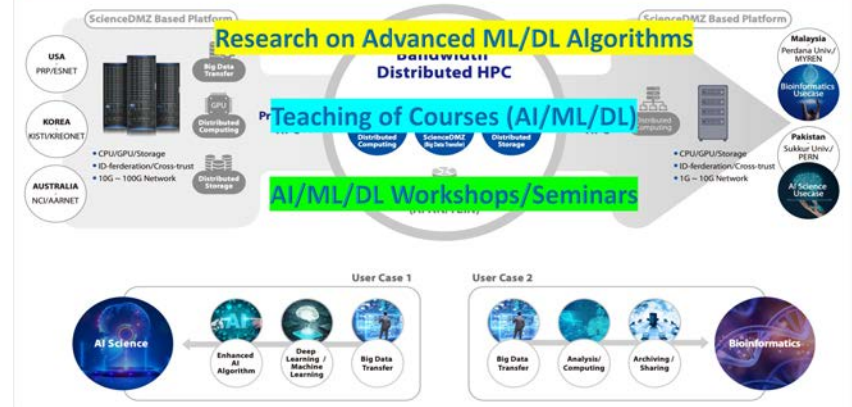 ScienceDMZ Based Platform
ScienceDMZ Based Platform
Research on Advanced ML/DL Algorithms
Bandwidth
Distributed HPC
Teaching of Courses (AI/ML/DL)
Distributed
Computing
ScienceDMZ
(Big Data Transfer)
Distributed
Storage
AI/ML/DL Workshops/Seminars
USA
PRP/ESNET
KOREA
KISTI/KREONET
AUSTRALIA
NCI/AARNET
Big Data
Transfer
GPU
Distributed
Computing
Distributed
Storage
• CPU/GPU/Storage
• ID-ferderation/Cross-trust
• 10G ~ 100G Network
Distributed
Computing
• CPU/GPU/Storage
• ID-ferderation/Cross-trust
• 1G ~ 10G Network
Malaysia
Perdana Univ./
MYREN
Bioinformatics
Usecase
Pakistan
Sukkur Univ./
PERN
AI Science
Usecase
User Case 1
AI Science
AI
Enhanced
AI
Algorithm
Deep
Learning /
Machine
Learning
Big Data
Transfer
User Case 2
Big Data
Transfer
Analysis/
Computing
Archiving /
Sharing
Bioinformatics